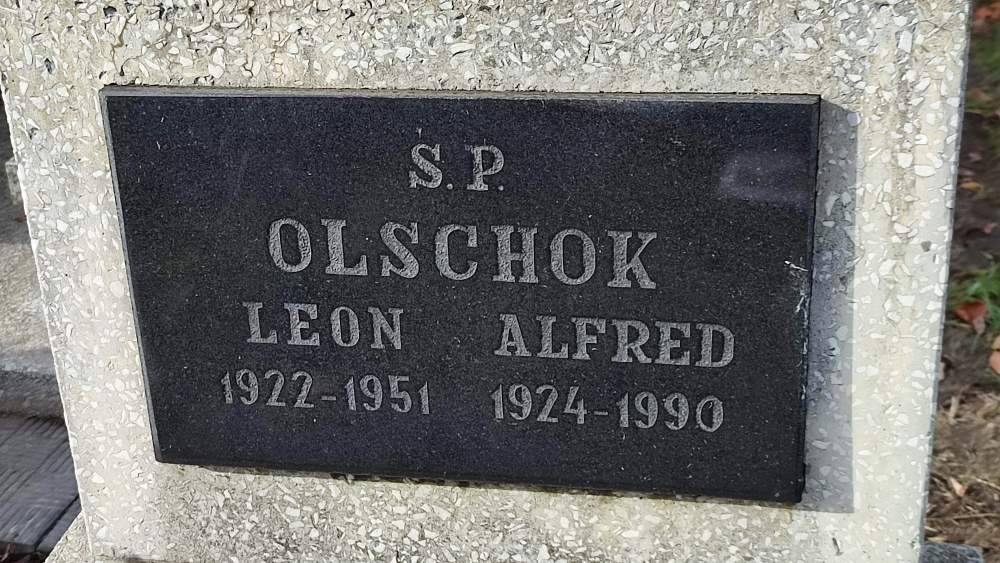 S.P.
OLSCHOK
LEON ALFRED
1922-1951 1924-1990